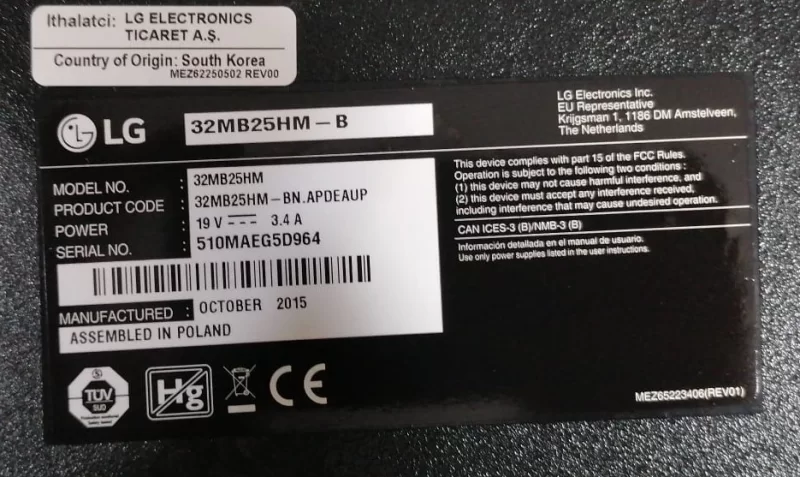 Ithalatci: LG ELECTRONICS
TICARET A.Ş.
Country of Origin: South Korea
MEZ62250502 REV00
LG
32MB25HM – B
LG Electronics Inc.
EU Representative
Krijgsman 1, 1186 DM Amstelveen,
The Netherlands
MODEL NO. : 32MB25HM
PRODUCT CODE : 32MB25HM–BN.APDEAUP
POWER : 19 V ⎓ 3.4 A
SERIAL NO. : 510MAEG5D964
MANUFACTURED : OCTOBER 2015
ASSEMBLED IN POLAND
This device complies with part 15 of the FCC Rules.
Operation is subject to the following two conditions :
(1) this device may not cause harmful interference, and
(2) this device must accept any interference received,
including interference that may cause undesired operation.
CAN ICES-3 (B)/NMB-3 (B)
Información detallada en el manual de usuario.
Use only power supplies listed in the user instructions.
TÜV
SÜD
Hg
CE
MEZ65223406(REV01)